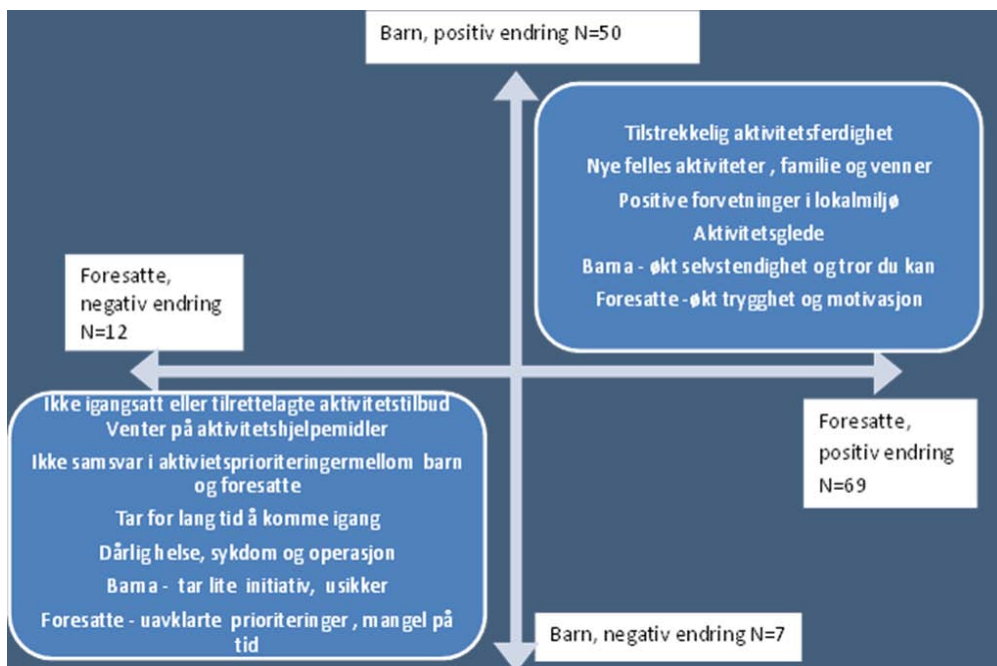 Barn, positiv endring N=50
Tilstrekkelig aktivitetsferdighet
Nye felles aktiviteter , familie og venner
Positive forvetninger i lokalmiljø
Aktivitetsglede
Barna - økt selvstendighet og tror du kan
Foresatte -økt trygghet og motivasjon
Foresatte,
negativ endring
N=12
Ikke igangsatt eller tilrettelagte aktivitetstilbud
Venter på aktivitetshjelpemidler
Ikke samsvar i aktivietsprioriteringer mellom barn
og foresatte
Tar for lang tid å komme igang
Dårlig helse, sykdom og operasjon
Barna - tar lite initiativ, usikker
Foresatte - uavklarte prioriteringer , mangel på
tid
Foresatte,
positiv endring
N=69
Barn, negativ endring N=7